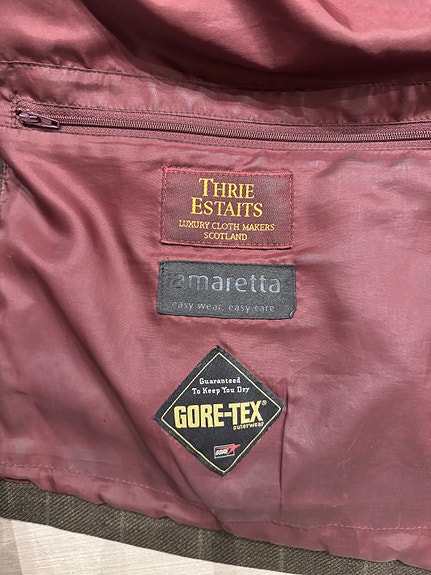 THRIE
ESTAITS
LUXURY CLOTH MAKERS
SCOTLAND
amaretta
easy wear, easy care
Guaranteed
To Keep You Dry
GORE-TEX®
outerwear
GORE